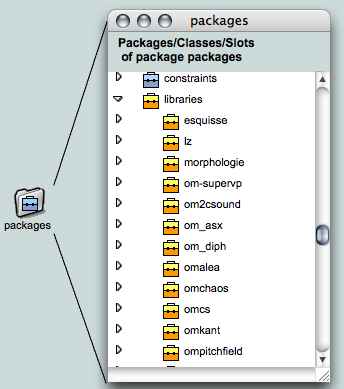 packages
Packages/Classes/Slots
of package packages
constraints
libraries
esquisse
lz
morphologie
om-supervp
om2csound
om_asx
om_diph
omalea
omchaos
omcs
omkant
ompitchfield
packages